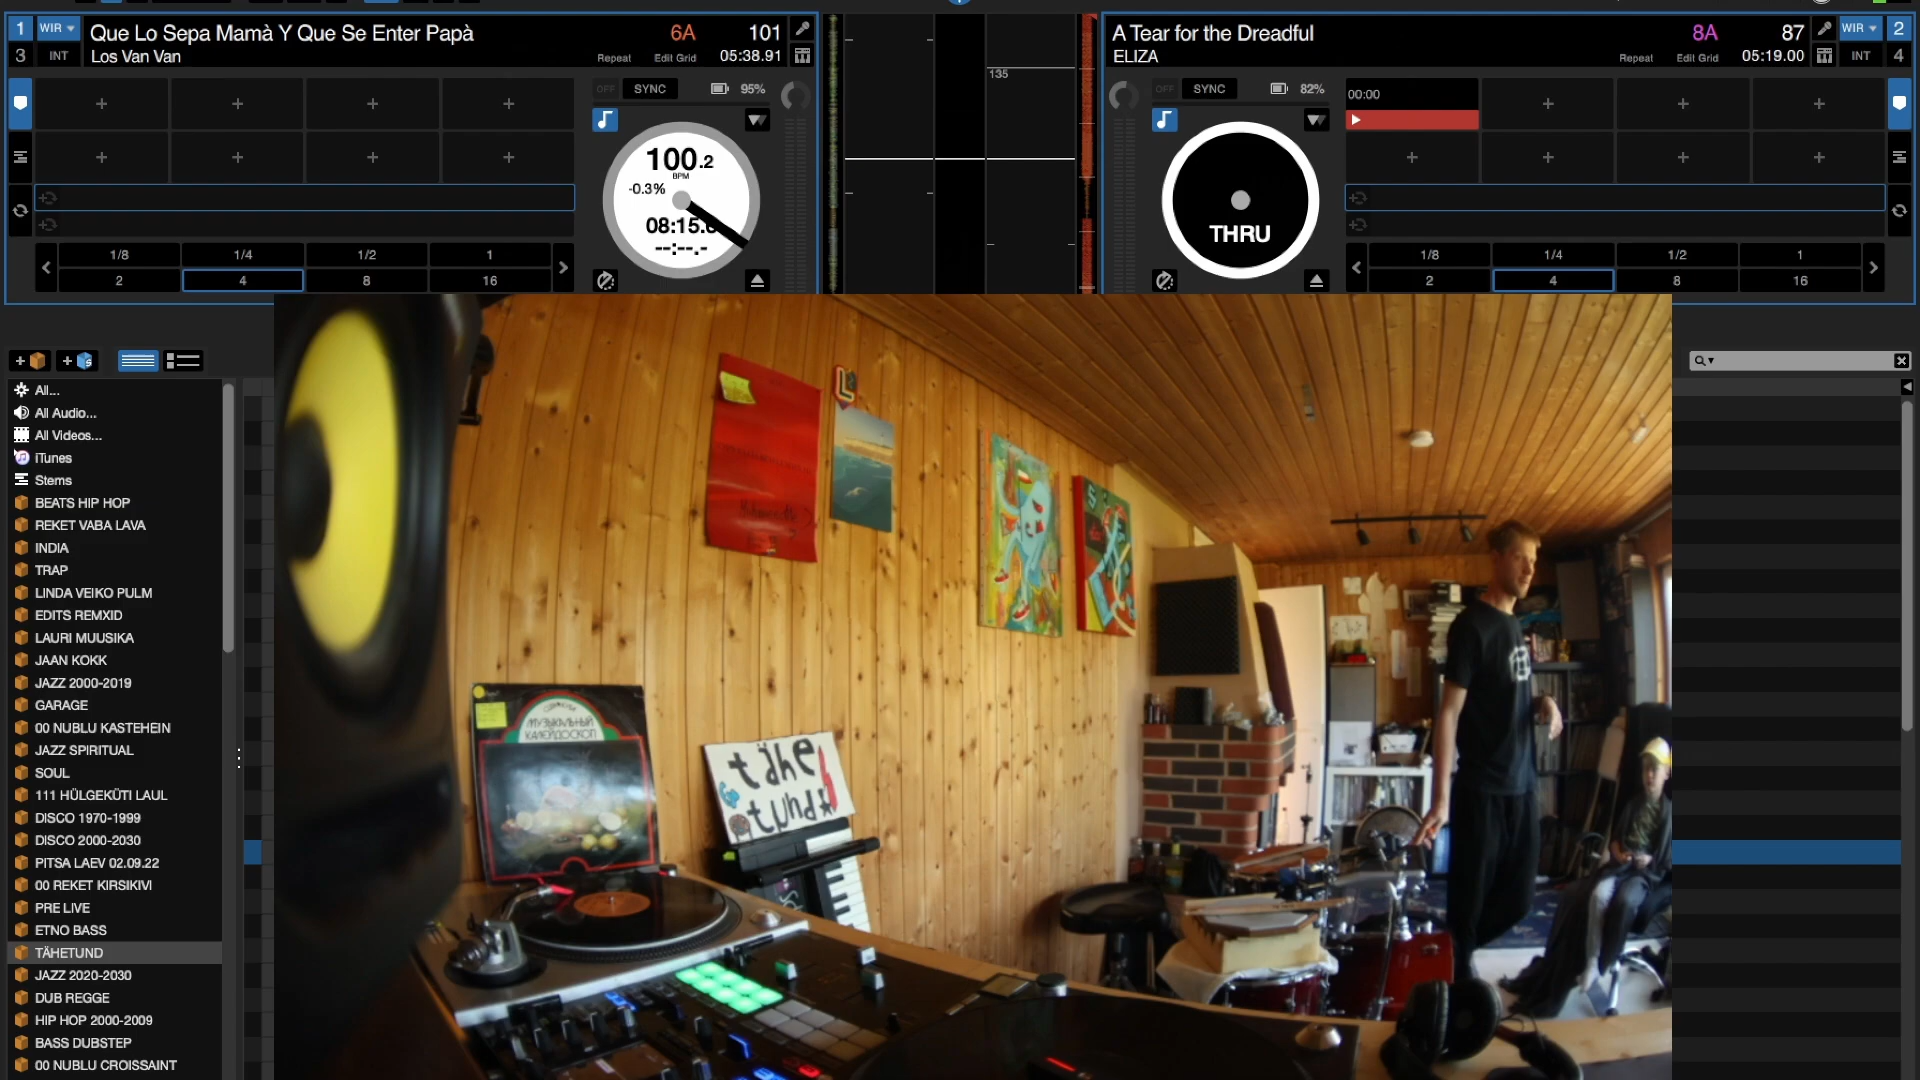 1
WIR
Que Lo Sepa Mamà Y Que Se Enter Papà
6A
101
3
INT
Los Van Van
Repeat
Edit Grid
05:38.91
OFF
SYNC
95%
100.2
BPM
-0.3%
08:15.
--:--.-
1/8
1/4
1/2
1
2
4
8
16
135
A Tear for the Dreadful
8A
87
WIR
2
ELIZA
Repeat
Edit Grid
05:19.00
INT
4
OFF
SYNC
82%
00:00
THRU
1/8
1/4
1/2
1
2
4
8
16
All...
All Audio...
All Videos...
iTunes
Stems
BEATS HIP HOP
REKET VABA LAVA
INDIA
TRAP
LINDA VEIKO PULM
EDITS REMXID
LAURI MUUSIKA
JAAN KOKK
JAZZ 2000-2019
GARAGE
00 NUBLU KASTEHEIN
JAZZ SPIRITUAL
SOUL
111 HÜLGEKÜTI LAUL
DISCO 1970-1999
DISCO 2000-2030
PITSA LAEV 02.09.22
00 REKET KIRSIKIVI
PRE LIVE
ETNO BASS
TÄHETUND
JAZZ 2020-2030
DUB REGGE
HIP HOP 2000-2009
BASS DUBSTEP
00 NUBLU CROISSAINT
L
МУЗЫКАЛЬНЫЙ
КАЛЕЙДОСКОП
tähe
tund